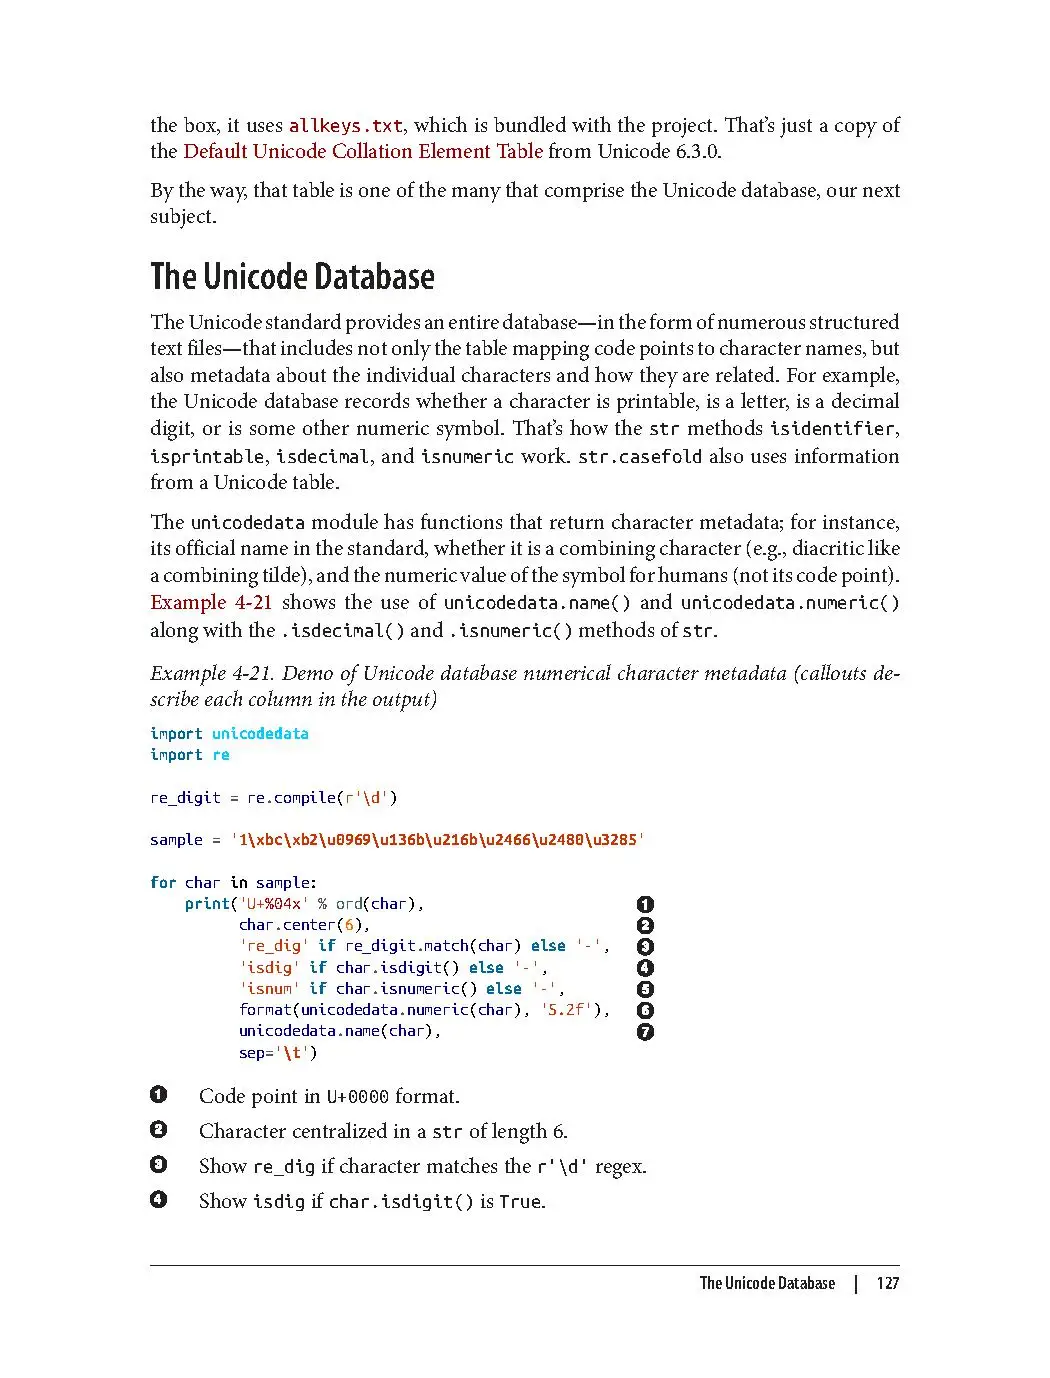 the box, it uses allkeys.txt, which is bundled with the project. That’s just a copy of
the Default Unicode Collation Element Table from Unicode 6.3.0.
By the way, that table is one of the many that comprise the Unicode database, our next
subject.
The Unicode Database
The Unicode standard provides an entire database—in the form of numerous structured
text files—that includes not only the table mapping code points to character names, but
also metadata about the individual characters and how they are related. For example,
the Unicode database records whether a character is printable, is a letter, is a decimal
digit, or is some other numeric symbol. That’s how the str methods isidentifier,
isprintable, isdecimal, and isnumeric work. str.casefold also uses information
from a Unicode table.
The unicodedata module has functions that return character metadata; for instance,
its official name in the standard, whether it is a combining character (e.g., diacritic like
a combining tilde), and the numeric value of the symbol for humans (not its code point).
Example 4-21 shows the use of unicodedata.name() and unicodedata.numeric()
along with the .isdecimal() and .isnumeric() methods of str.
Example 4-21. Demo of Unicode database numerical character metadata (callouts de-
scribe each column in the output)
import unicodedata
import re
re_digit = re.compile(r'\d')
sample = '1\xbc\xb2\u0969\u136b\u216b\u2466\u2480\u3285'
for char in sample:
    print('U+%04x' % ord(char), ❶
          char.center(6), ❷
          're_dig' if re_digit.match(char) else '-', ❸
          'isdig' if char.isdigit() else '-', ❹
          'isnum' if char.isnumeric() else '-', ❺
          format(unicodedata.numeric(char), '5.2f'), ❻
          unicodedata.name(char), ❼
          sep='\t')
❶ Code point in U+0000 format.
❷ Character centralized in a str of length 6.
❸ Show re_dig if character matches the r'\d' regex.
❹ Show isdig if char.isdigit() is True.
The Unicode Database | 127